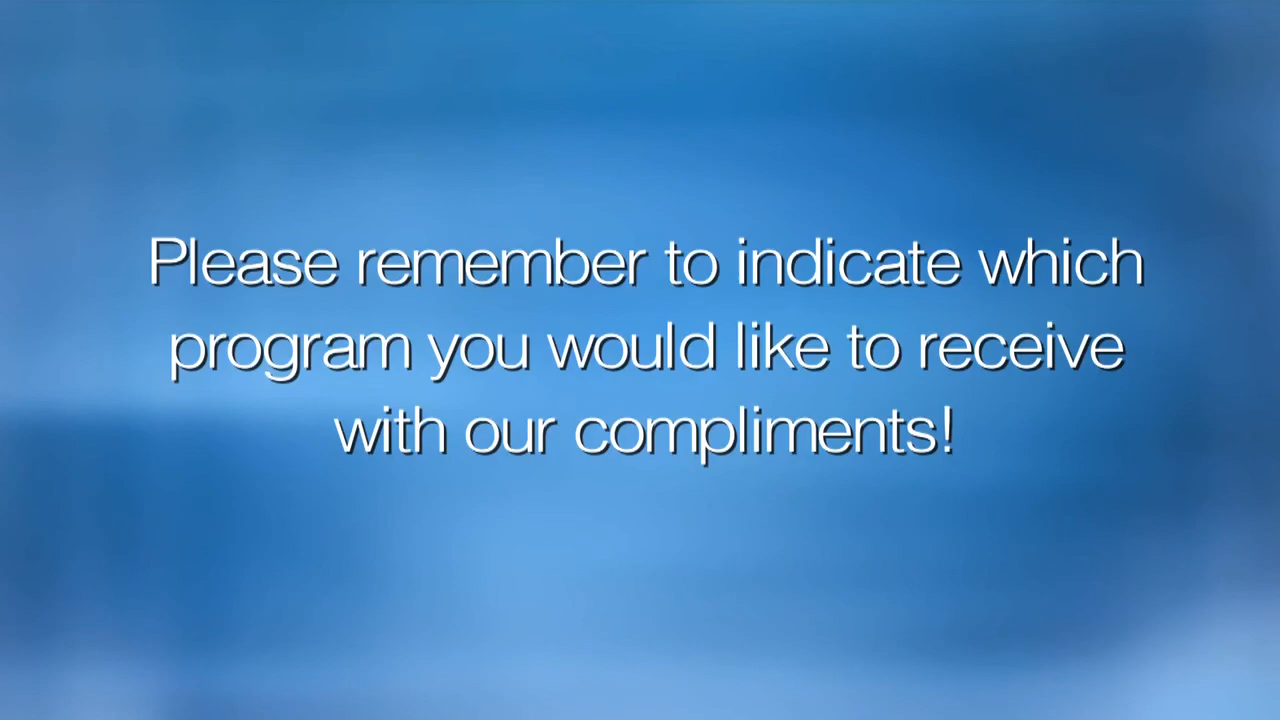 Please remember to indicate which
program you would like to receive
with our compliments!